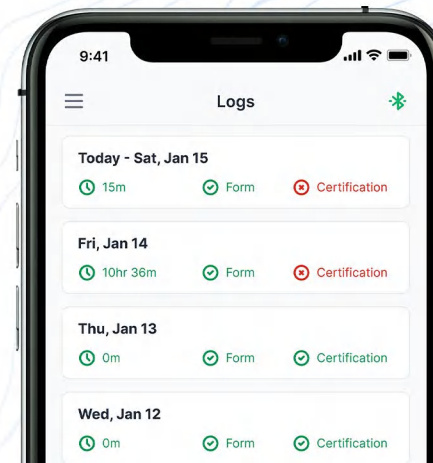 9:41
Logs
Today - Sat, Jan 15
15m Form Certification
Fri, Jan 14
10hr 36m Form Certification
Thu, Jan 13
0m Form Certification
Wed, Jan 12
0m Form Certification